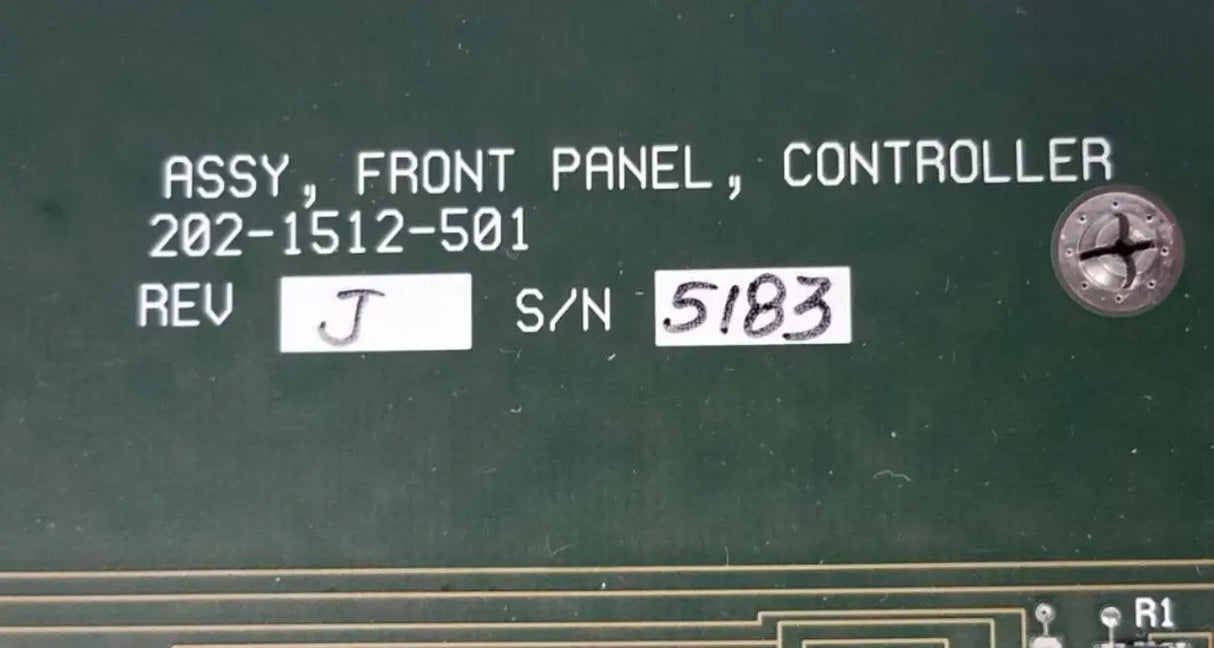 ASSY, FRONT PANEL, CONTROLLER
202-1512-501
REV J S/N 5183
R1